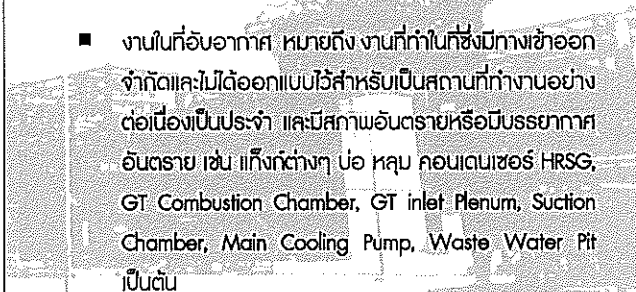 ■ งานในที่อับอากาศ หมายถึง งานที่ทำในที่ซึ่งมีทางเข้าออก
จำกัดและไม่ได้ออกแบบไว้สำหรับเป็นสถานที่ทำงานอย่าง
ต่อเนื่องเป็นประจำ และมีสภาพอันตรายหรือมีบรรยากาศ
อันตราย เช่น แท็งก์ต่างๆ บ่อ หลุม คอนเดนเซอร์ HRSG,
GT Combustion Chamber, GT inlet Plenum, Suction
Chamber, Main Cooling Pump, Waste Water Pit
เป็นต้น